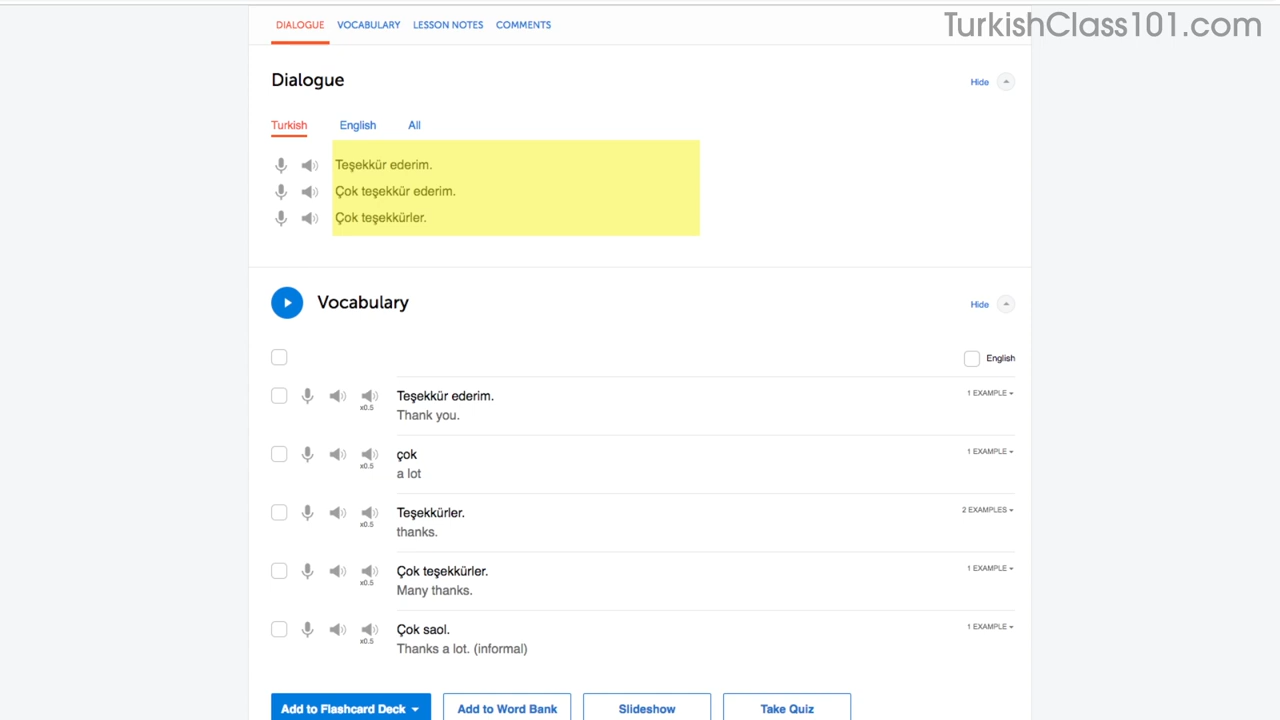 TurkishClass101.com
DIALOGUE VOCABULARY LESSON NOTES COMMENTS
Dialogue
Hide
Turkish English All
Teşekkür ederim.
Çok teşekkür ederim.
Çok teşekkürler.
Vocabulary
Hide
English
Teşekkür ederim.
1 EXAMPLE
Thank you.
x0.5
çok
1 EXAMPLE
a lot
x0.5
Teşekkürler.
2 EXAMPLES
thanks.
x0.5
Çok teşekkürler.
1 EXAMPLE
Many thanks.
x0.5
Çok saol.
1 EXAMPLE
Thanks a lot. (informal)
x0.5
Add to Flashcard Deck Add to Word Bank Slideshow Take Quiz